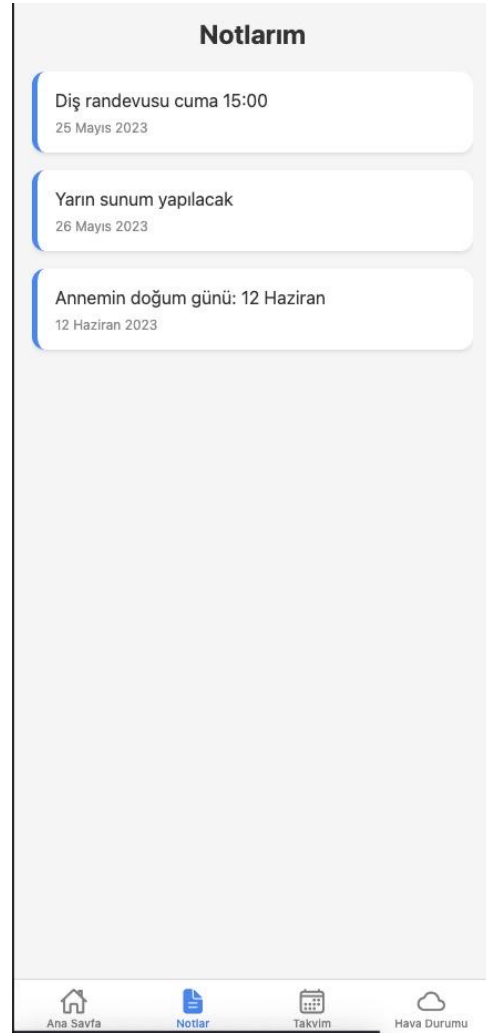 Notlarım
Diş randevusu cuma 15:00
25 Mayıs 2023
Yarın sunum yapılacak
26 Mayıs 2023
Annemin doğum günü: 12 Haziran
12 Haziran 2023
Ana Sayfa
Notlar
Takvim
Hava Durumu